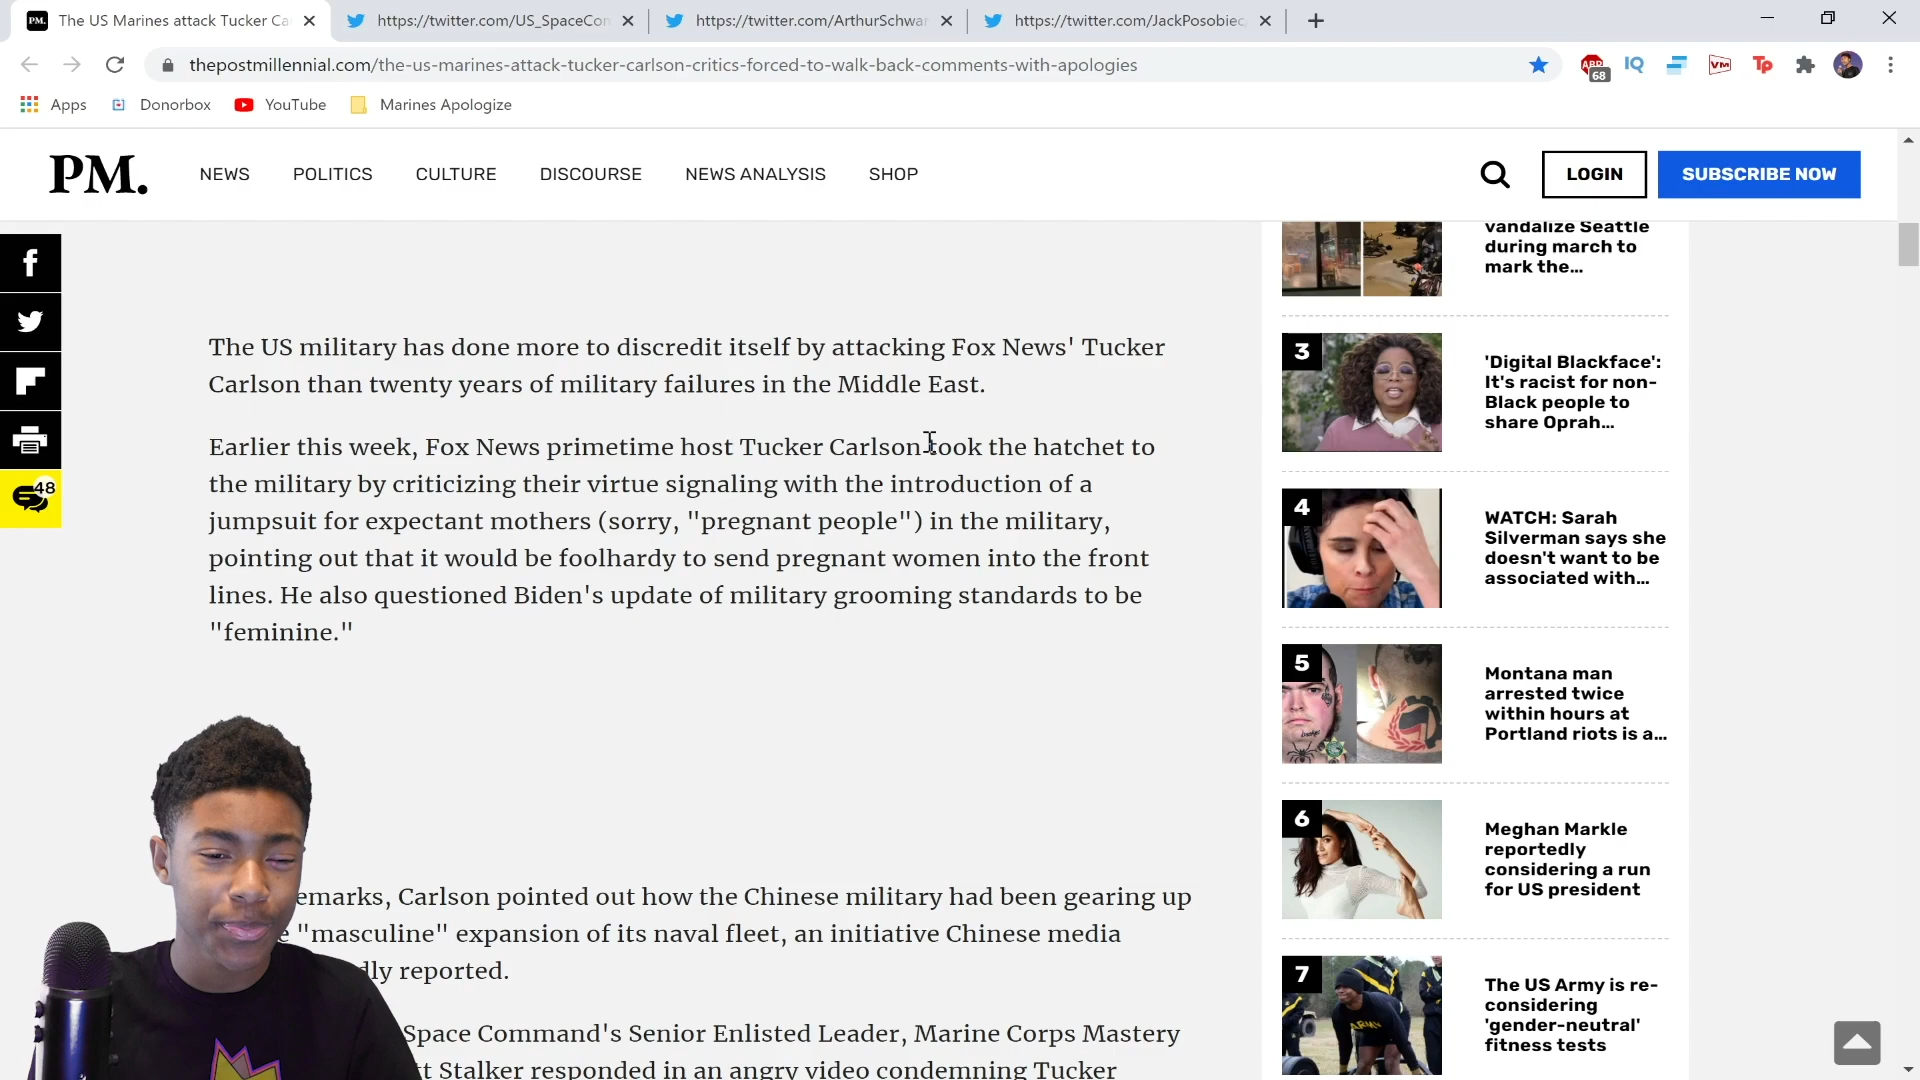 The US Marines attack Tucker Ca
https://twitter.com/US_SpaceCon
https://twitter.com/ArthurSchwar
https://twitter.com/JackPosobiec
thepostmillennial.com/the-us-marines-attack-tucker-carlson-critics-forced-to-walk-back-comments-with-apologies
ABP
68
IQ
VM
Tp
Apps
Donorbox
YouTube
Marines Apologize
PM.
NEWS
POLITICS
CULTURE
DISCOURSE
NEWS ANALYSIS
SHOP
LOGIN
SUBSCRIBE NOW
48
The US military has done more to discredit itself by attacking Fox News' Tucker
Carlson than twenty years of military failures in the Middle East.
Earlier this week, Fox News primetime host Tucker Carlson took the hatchet to
the military by criticizing their virtue signaling with the introduction of a
jumpsuit for expectant mothers (sorry, "pregnant people") in the military,
pointing out that it would be foolhardy to send pregnant women into the front
lines. He also questioned Biden's update of military grooming standards to be
"feminine."
emarks, Carlson pointed out how the Chinese military had been gearing up
"masculine" expansion of its naval fleet, an initiative Chinese media
dly reported.
Space Command's Senior Enlisted Leader, Marine Corps Mastery
tt Stalker responded in an angry video condemning Tucker
vandalize Seattle
during march to
mark the...
3
'Digital Blackface':
It's racist for non-
Black people to
share Oprah...
4
WATCH: Sarah
Silverman says she
doesn't want to be
associated with...
5
Montana man
arrested twice
within hours at
Portland riots is a...
6
Meghan Markle
reportedly
considering a run
for US president
7
ARMY
The US Army is re-
considering
'gender-neutral'
fitness tests